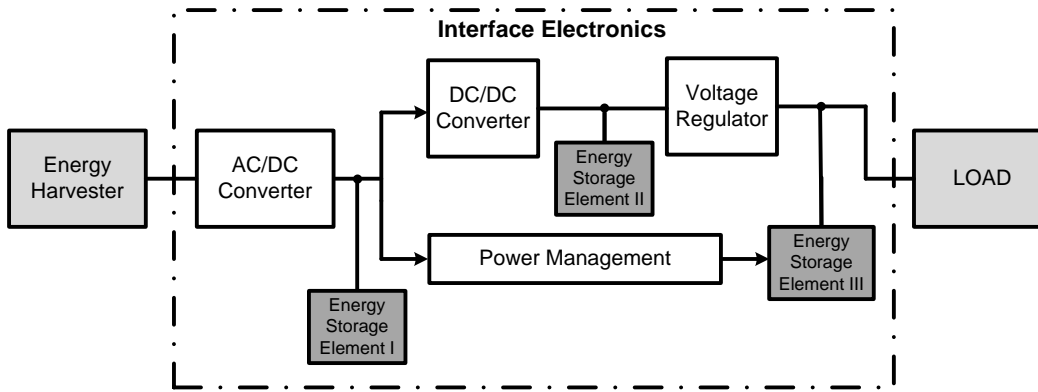 Interface Electronics
Energy
Harvester
AC/DC
Converter
DC/DC
Converter
Voltage
Regulator
Energy
Storage
Element II
LOAD
Power Management
Energy
Storage
Element III
Energy
Storage
Element I